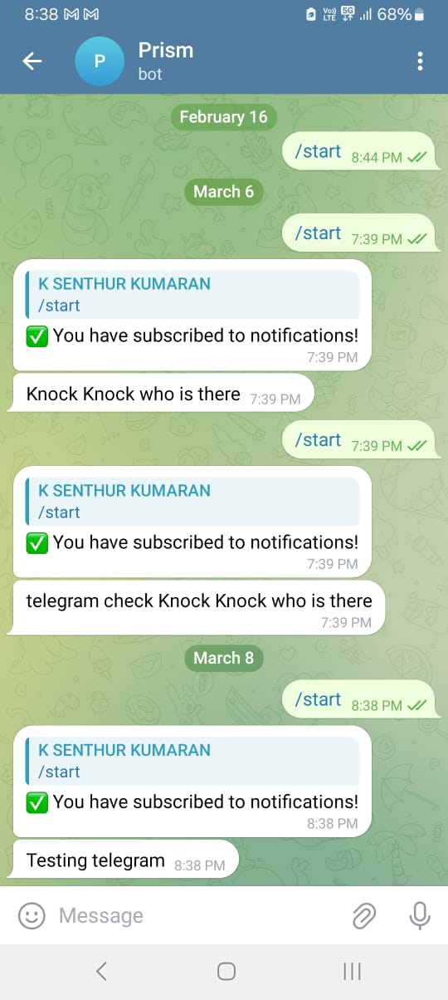 8:38 Vo)) LTE 5G 68%
P Prism
bot
February 16
/start 8:44 PM
March 6
/start 7:39 PM
K SENTHUR KUMARAN
/start
✅ You have subscribed to notifications!
7:39 PM
Knock Knock who is there 7:39 PM
/start 7:39 PM
K SENTHUR KUMARAN
/start
✅ You have subscribed to notifications!
7:39 PM
telegram check Knock Knock who is there
7:39 PM
March 8
/start 8:38 PM
K SENTHUR KUMARAN
/start
✅ You have subscribed to notifications!
8:38 PM
Testing telegram 8:38 PM
Message